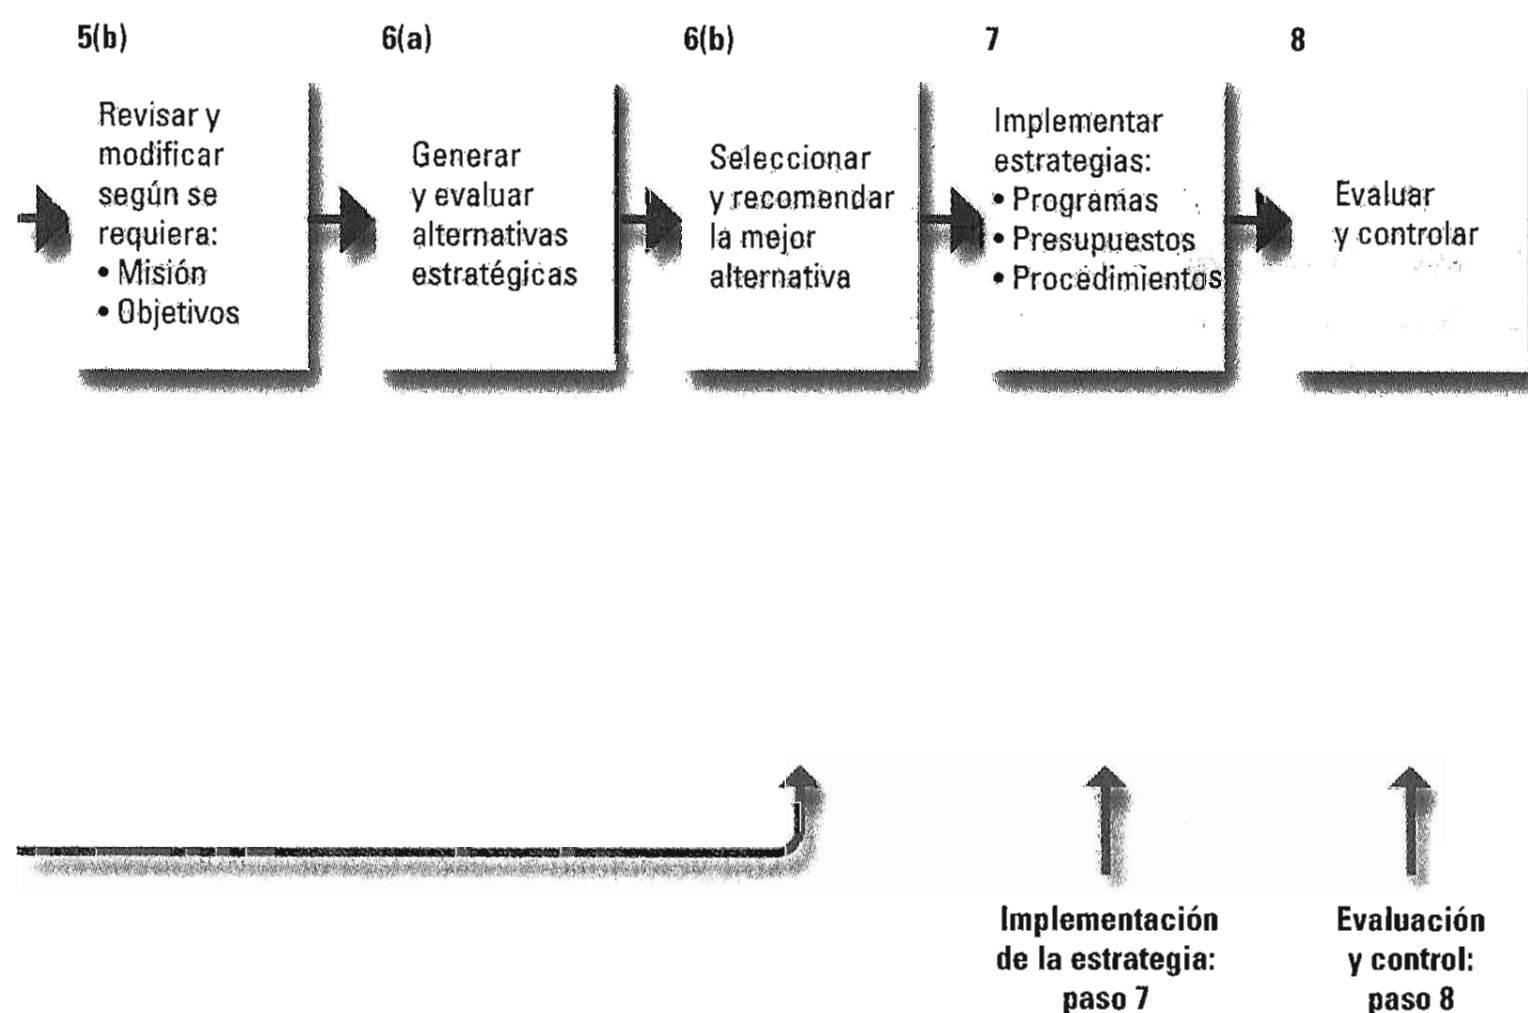 5(b)
6(a)
6(b)
7
8
Revisar y
modificar
según se
requiera:
• Misión
• Objetivos
Generar
y evaluar
alternativas
estratégicas
Seleccionar
y recomendar
la mejor
alternativa
Implementar
estrategias:
• Programas
• Presupuestos
• Procedimientos
Evaluar
y controlar
Implementación
de la estrategia:
paso 7
Evaluación
y control:
paso 8